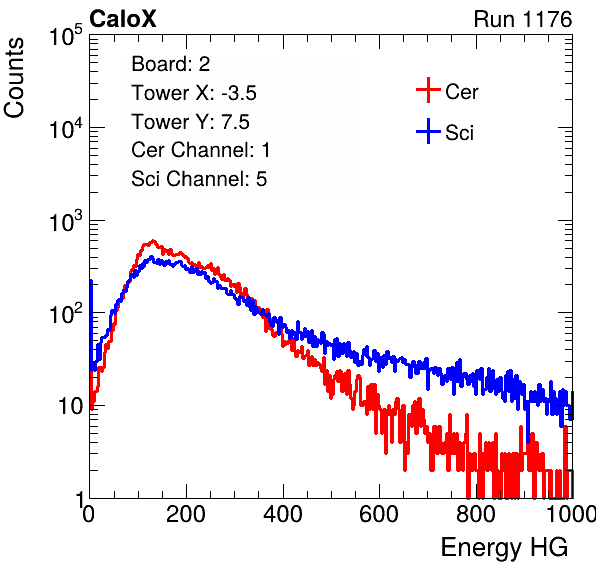 CaloX Run 1176
Counts
10^5
10^4
10^3
10^2
10
1
Board: 2
Tower X: -3.5
Tower Y: 7.5
Cer Channel: 1
Sci Channel: 5
Cer
Sci
0 200 400 600 800 1000
Energy HG